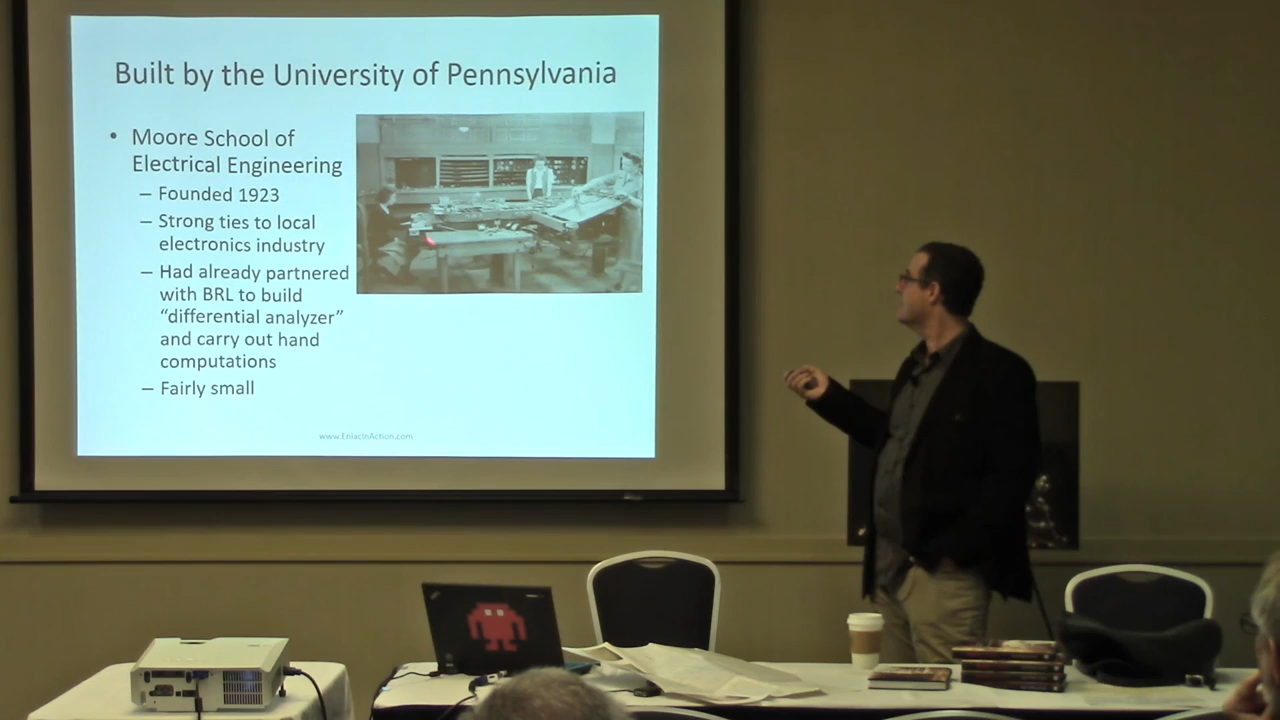 Built by the University of Pennsylvania
• Moore School of
Electrical Engineering
– Founded 1923
– Strong ties to local
electronics industry
– Had already partnered
with BRL to build
“differential analyzer”
and carry out hand
computations
– Fairly small
www.EniacInAction.com